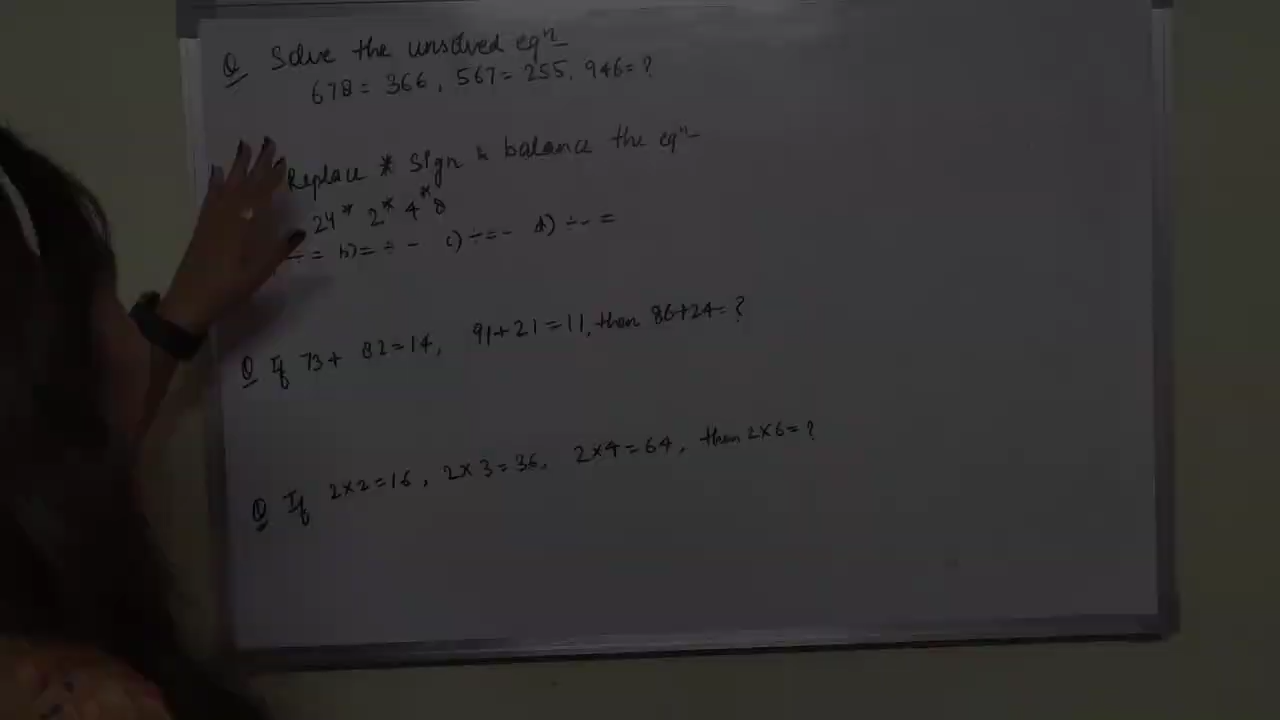 Q Solve the unsolved eqn
678 = 366, 567 = 255, 946 = ?
Replace * sign & balance the eqn
24 * 2 * 4 * 8
÷ = b) = ÷ - c) ÷ = - d) ÷ - =
Q If 73 + 82 = 14, 91 + 21 = 11, then 86 + 24 = ?
Q If 2 × 2 = 16, 2 × 3 = 36, 2 × 4 = 64, then 2 × 6 = ?